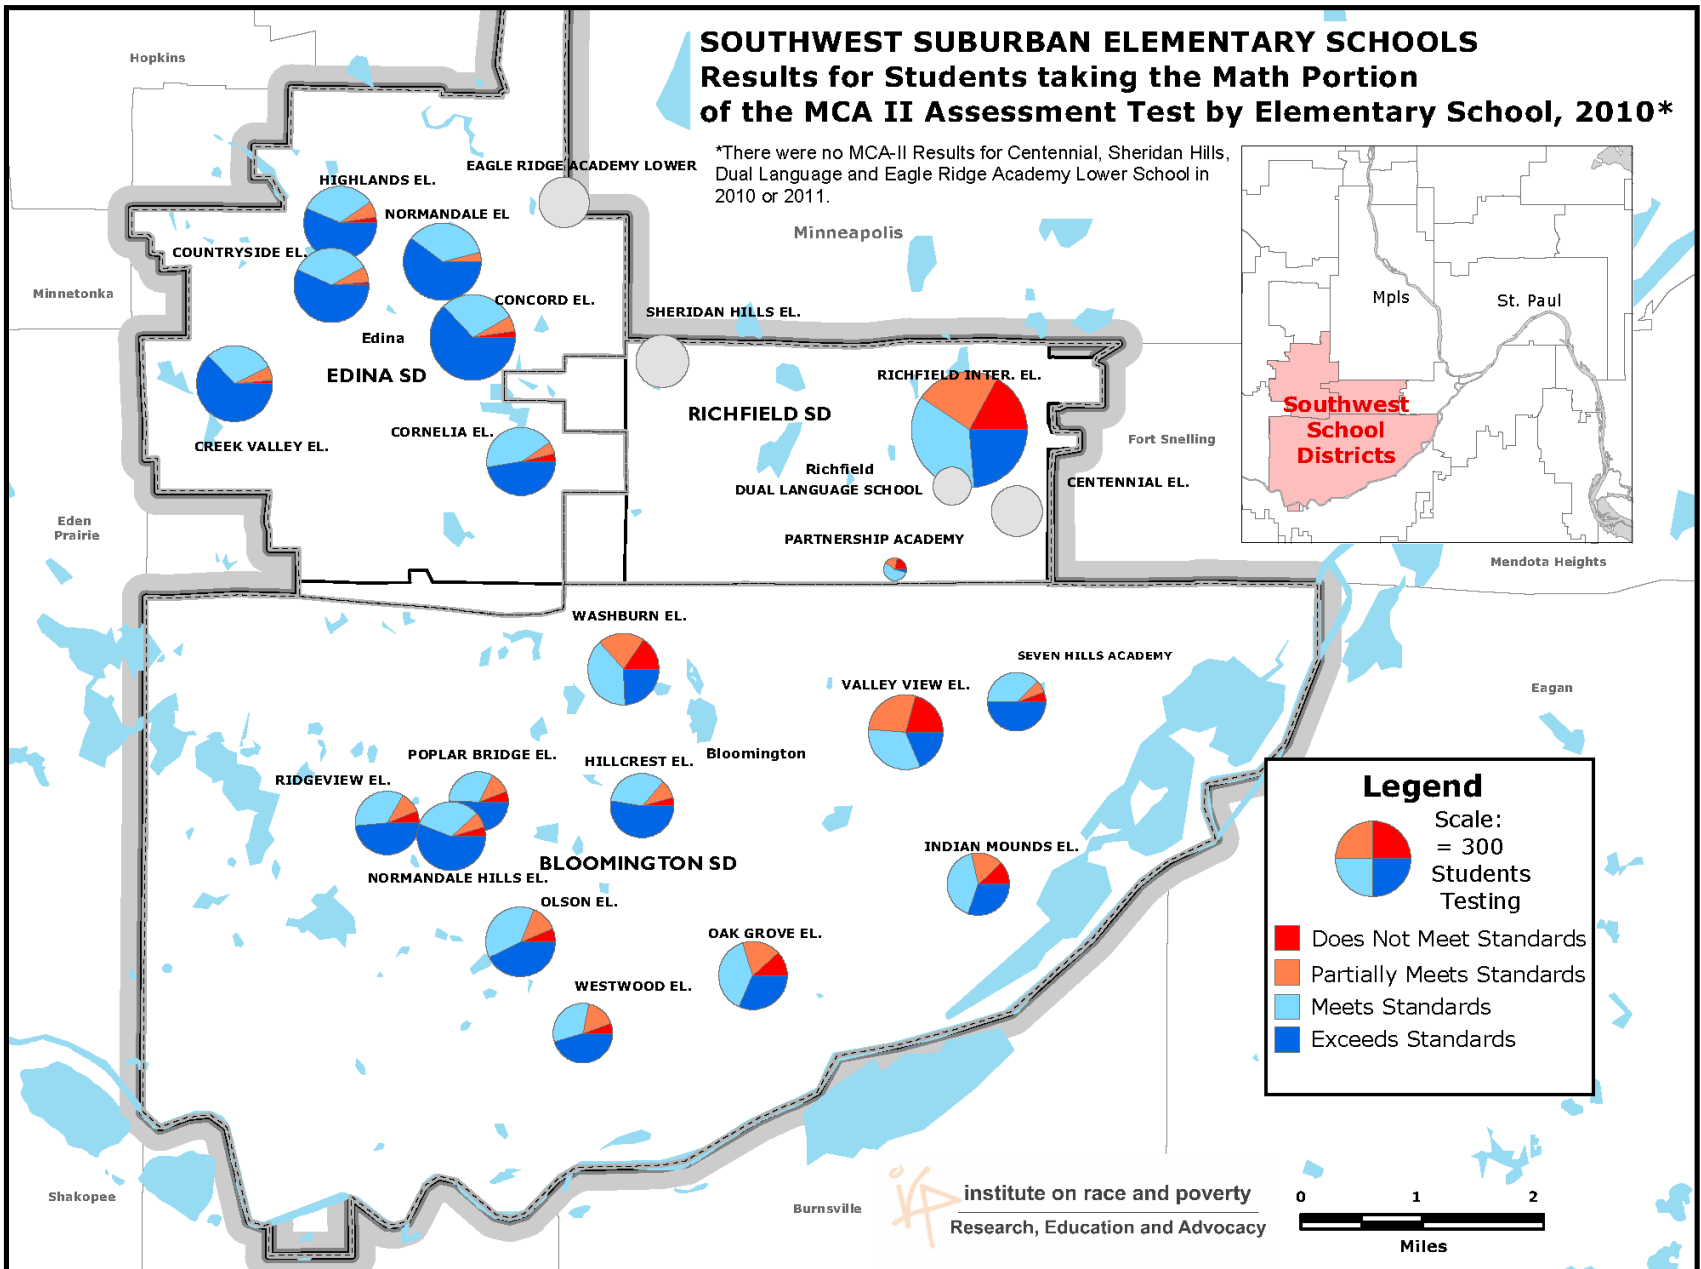 SOUTHWEST SUBURBAN ELEMENTARY SCHOOLS
Results for Students taking the Math Portion
of the MCA II Assessment Test by Elementary School, 2010*
*There were no MCA-II Results for Centennial, Sheridan Hills,
Dual Language and Eagle Ridge Academy Lower School in
2010 or 2011.
Hopkins
EAGLE RIDGE ACADEMY LOWER
HIGHLANDS EL.
NORMANDALE EL
Minneapolis
COUNTRYSIDE EL.
Minnetonka
CONCORD EL.
SHERIDAN HILLS EL.
Edina
EDINA SD
RICHFIELD INTER. EL.
RICHFIELD SD
CORNELIA EL.
CREEK VALLEY EL.
Fort Snelling
Richfield
DUAL LANGUAGE SCHOOL
CENTENNIAL EL.
Eden
Prairie
PARTNERSHIP ACADEMY
Mpls
St. Paul
Southwest
School
Districts
Mendota Heights
WASHBURN EL.
SEVEN HILLS ACADEMY
VALLEY VIEW EL.
Eagan
POPLAR BRIDGE EL.
HILLCREST EL.
Bloomington
RIDGEVIEW EL.
INDIAN MOUNDS EL.
BLOOMINGTON SD
NORMANDALE HILLS EL.
OLSON EL.
OAK GROVE EL.
WESTWOOD EL.
Legend
Scale:
= 300
Students
Testing
Does Not Meet Standards
Partially Meets Standards
Meets Standards
Exceeds Standards
Shakopee
Burnsville
irp
institute on race and poverty
Research, Education and Advocacy
0 1 2
Miles